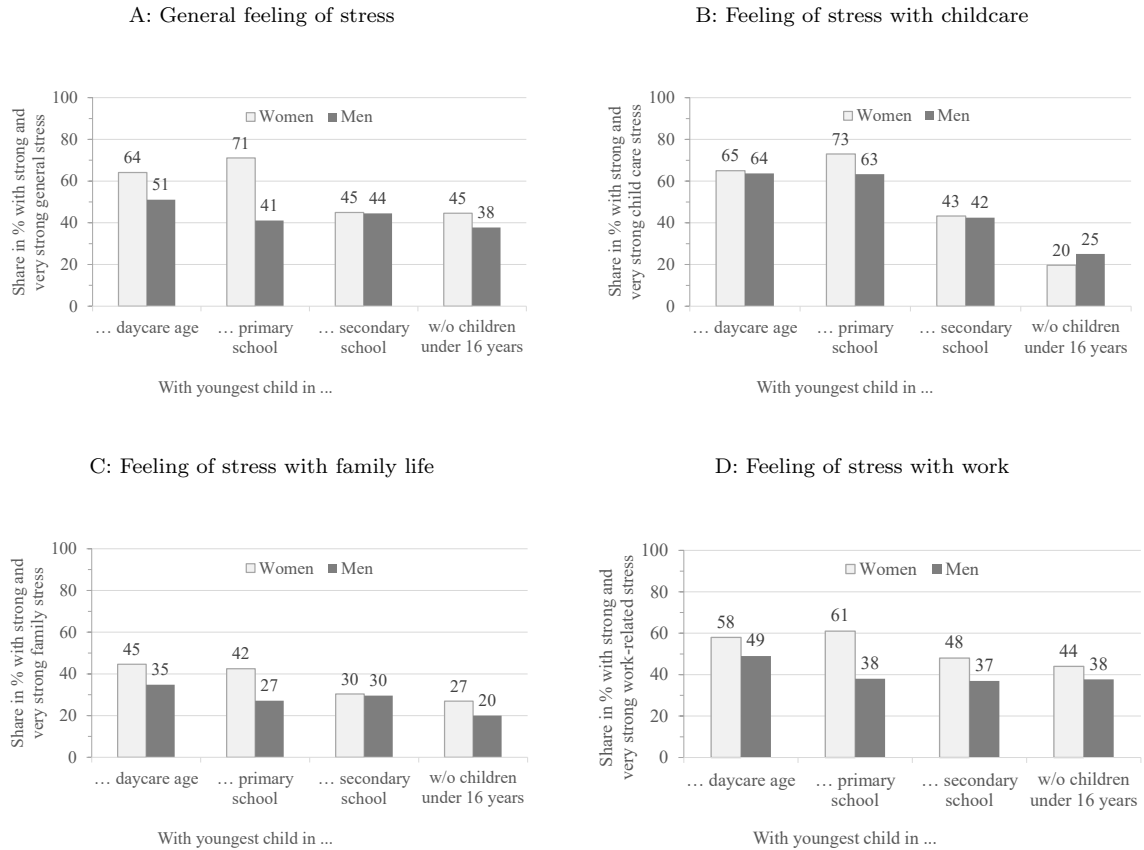 A: General feeling of stress
Share in % with strong and
very strong general stress
100
80
60
40
20
0
Women Men
64
51
71
41
45
44
45
38
… daycare age
… primary
school
… secondary
school
w/o children
under 16 years
With youngest child in ...
B: Feeling of stress with childcare
Share in % with strong and
very strong child care stress
100
80
60
40
20
0
Women Men
65
64
73
63
43
42
20
25
… daycare age
… primary
school
… secondary
school
w/o children
under 16 years
With youngest child in ...
C: Feeling of stress with family life
Share in % with strong and
very strong family stress
100
80
60
40
20
0
Women Men
45
35
42
27
30
30
27
20
… daycare age
… primary
school
… secondary
school
w/o children
under 16 years
With youngest child in ...
D: Feeling of stress with work
Share in % with strong and
very strong work-related stress
100
80
60
40
20
0
Women Men
58
49
61
38
48
37
44
38
… daycare age
… primary
school
… secondary
school
w/o children
under 16 years
With youngest child in ...